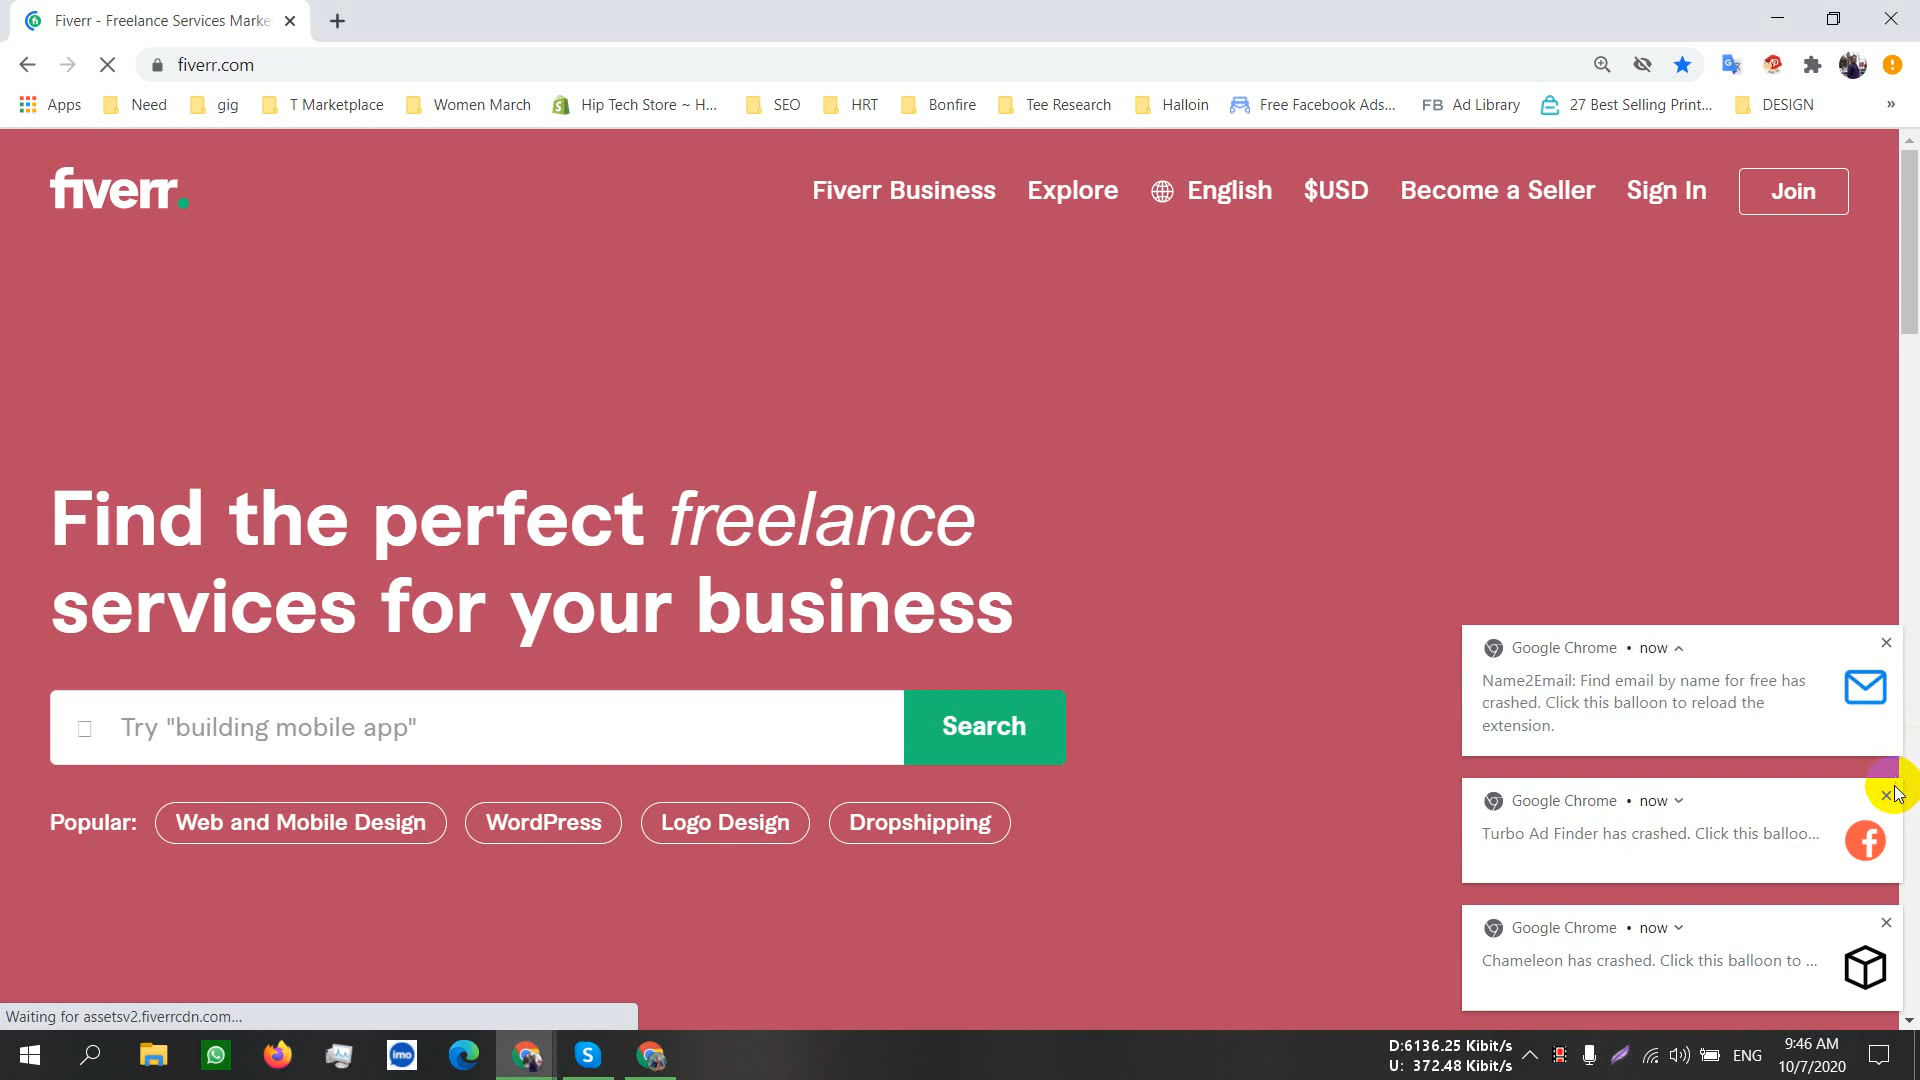 Fiverr - Freelance Services Marke
fiverr.com
Apps Need gig T Marketplace Women March Hip Tech Store ~ H... SEO HRT Bonfire Tee Research Halloin Free Facebook Ads... FB Ad Library 27 Best Selling Print... DESIGN »
fiverr.
Fiverr Business Explore English $USD Become a Seller Sign In Join
Find the perfect freelance
services for your business
Try "building mobile app" Search
Popular: Web and Mobile Design WordPress Logo Design Dropshipping
Google Chrome • now
Name2Email: Find email by name for free has
crashed. Click this balloon to reload the
extension.
Google Chrome • now
Turbo Ad Finder has crashed. Click this balloo...
Google Chrome • now
Chameleon has crashed. Click this balloon to ...
Waiting for assetsv2.fiverrcdn.com...
imo
D:6136.25 Kibit/s
U: 372.48 Kibit/s
ENG
9:46 AM
10/7/2020